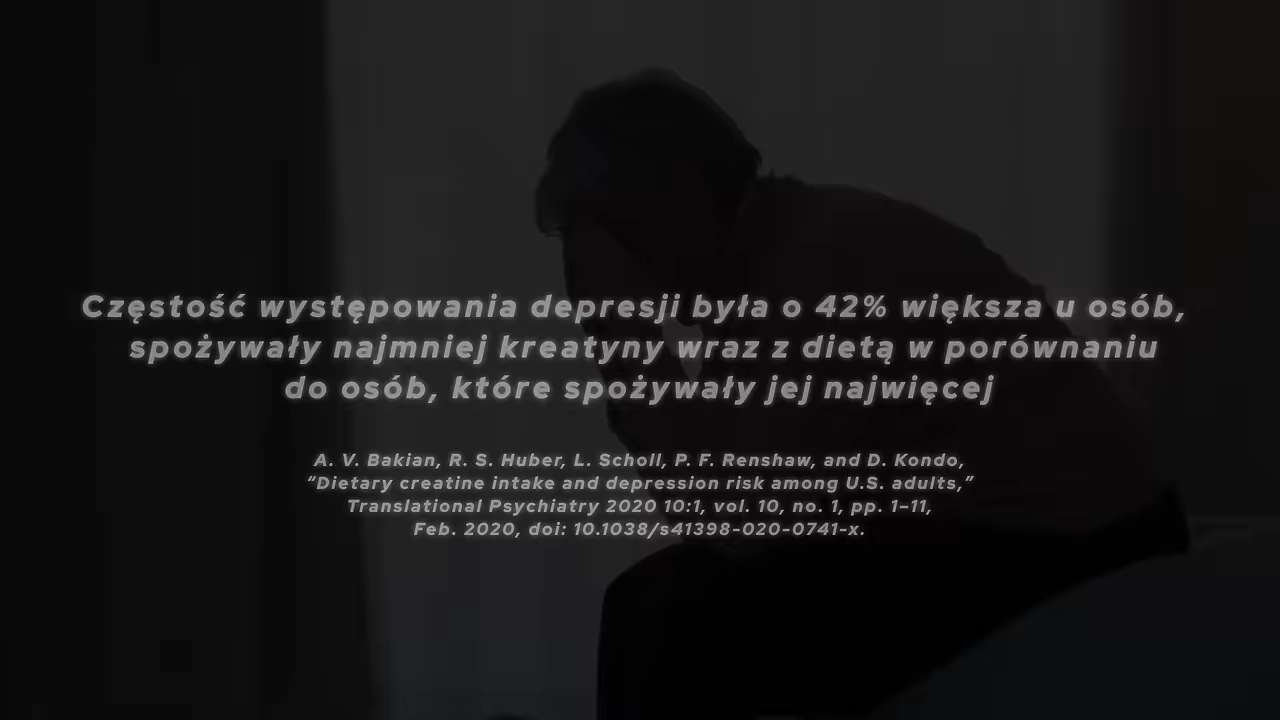 Częstość występowania depresji była o 42% większa u osób,
spożywały najmniej kreatyny wraz z dietą w porównaniu
do osób, które spożywały jej najwięcej
A. V. Bakian, R. S. Huber, L. Scholl, P. F. Renshaw, and D. Kondo,
“Dietary creatine intake and depression risk among U.S. adults,”
Translational Psychiatry 2020 10:1, vol. 10, no. 1, pp. 1–11,
Feb. 2020, doi: 10.1038/s41398-020-0741-x.